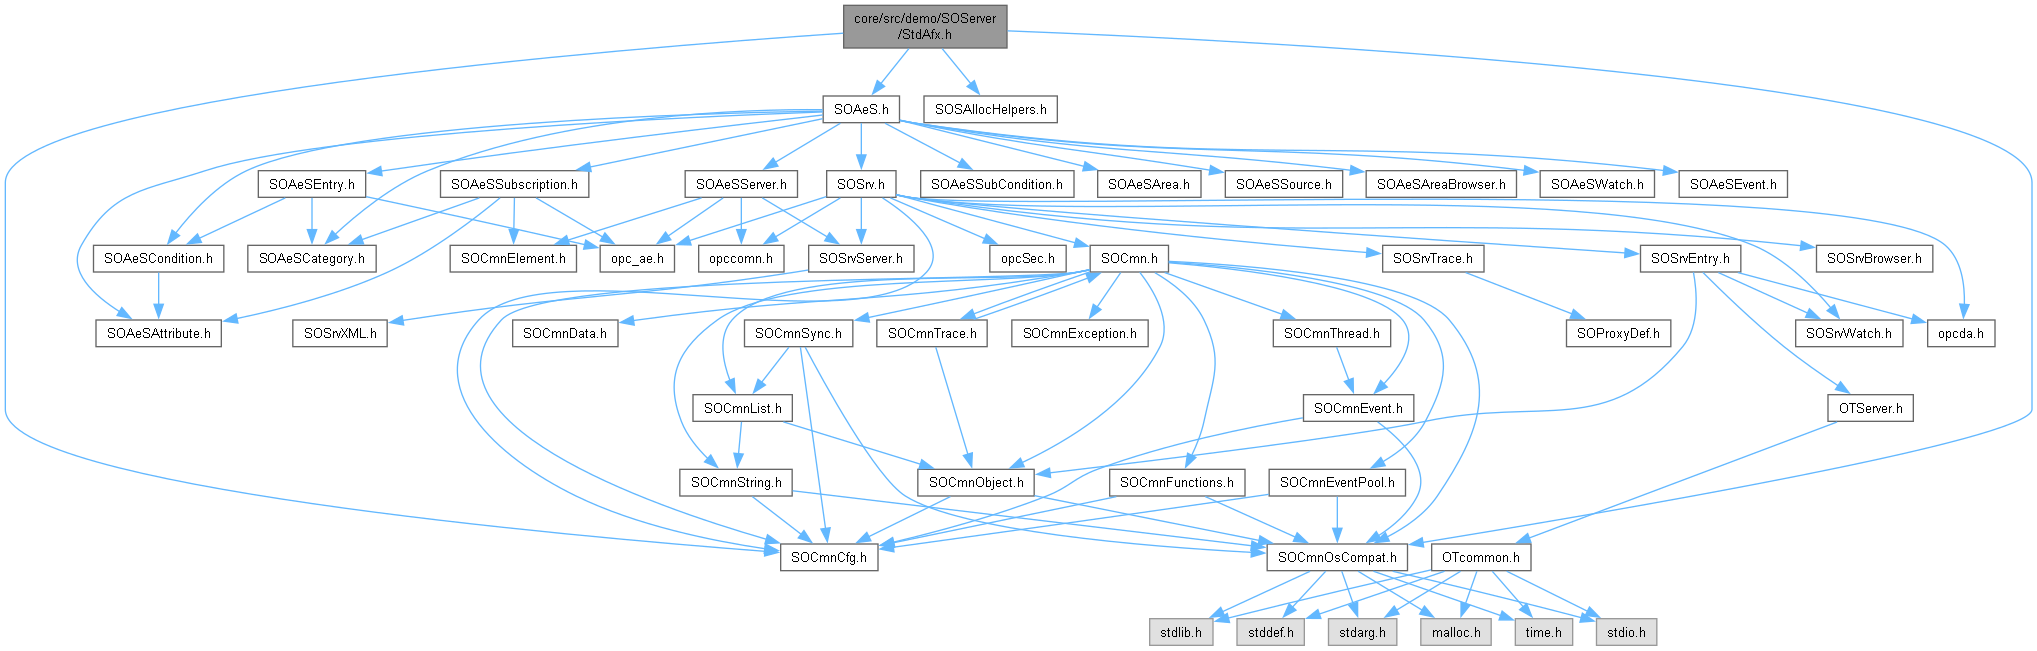 core/src/demo/SOServer
/StdAfx.h
SOAeS.h
SOSAllocHelpers.h
SOAeSEntry.h
SOAeSSubscription.h
SOAeSServer.h
SOSrv.h
SOAeSSubCondition.h
SOAeSArea.h
SOAeSSource.h
SOAeSAreaBrowser.h
SOAeSWatch.h
SOAeSEvent.h
SOAeSCondition.h
SOAeSCategory.h
SOCmnElement.h
opc_ae.h
opccomn.h
SOSrvServer.h
opcSec.h
SOCmn.h
SOSrvTrace.h
SOSrvEntry.h
SOSrvBrowser.h
SOAeSAttribute.h
SOSrvXML.h
SOCmnData.h
SOCmnSync.h
SOCmnTrace.h
SOCmnException.h
SOCmnThread.h
SOProxyDef.h
SOSrvWatch.h
opcda.h
SOCmnList.h
SOCmnEvent.h
OTServer.h
SOCmnString.h
SOCmnObject.h
SOCmnFunctions.h
SOCmnEventPool.h
SOCmnCfg.h
SOCmnOsCompat.h
OTcommon.h
stdlib.h
stddef.h
stdarg.h
malloc.h
time.h
stdio.h